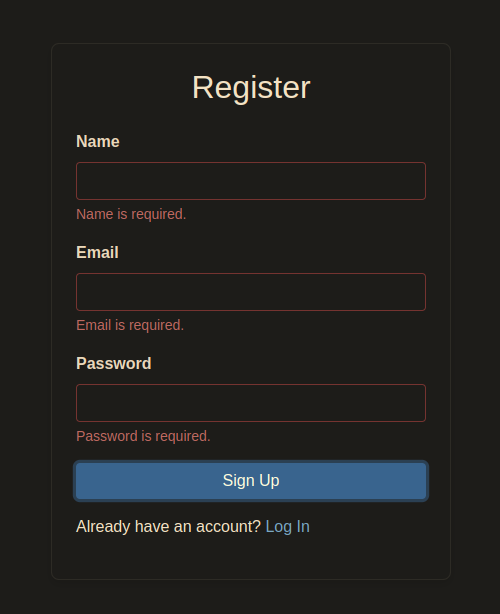 Register
Name
Name is required.
Email
Email is required.
Password
Password is required.
Sign Up
Already have an account? Log In